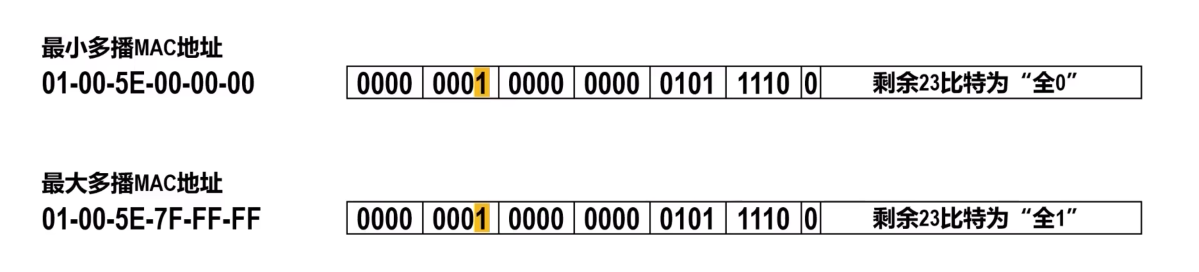 最小多播MAC地址
01-00-5E-00-00-00
0000 0001 0000 0000 0101 1110 0 剩余23比特为“全0”
最大多播MAC地址
01-00-5E-7F-FF-FF
0000 0001 0000 0000 0101 1110 0 剩余23比特为“全1”